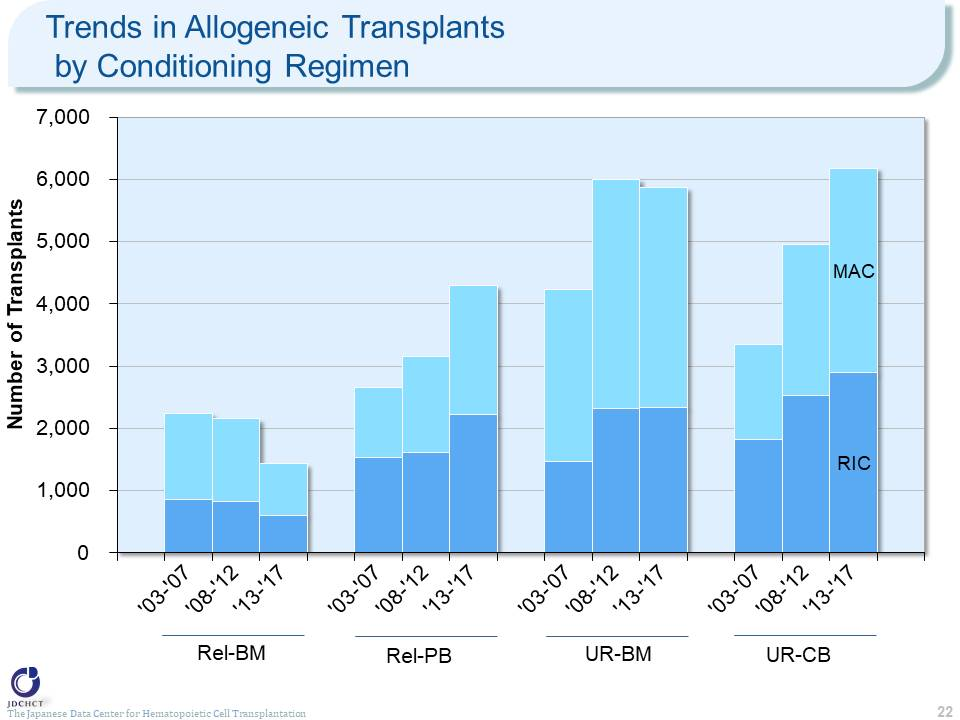 Trends in Allogeneic Transplants
by Conditioning Regimen
Number of Transplants
7,000
6,000
5,000
4,000
3,000
2,000
1,000
0
MAC
RIC
'03-'07 '08-'12 '13-'17 '03-'07 '08-'12 '13-'17 '03-'07 '08-'12 '13-'17 '03-'07 '08-'12 '13-'17
Rel-BM Rel-PB UR-BM UR-CB
JDCHCT
The Japanese Data Center for Hematopoietic Cell Transplantation 22